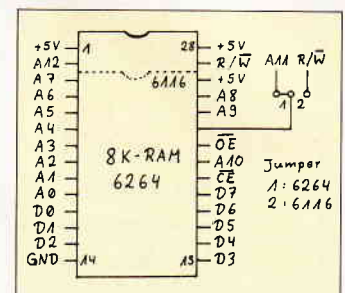 +5V 1 28 +5V
A12 R/W̅ A11 R/W̅
A7 6116 +5V
A6 A8
A5 A9 1 2
A4
A3 O̅E̅
A2 8K-RAM A10 Jumper
A1 6264 C̅E̅ 1: 6264
A0 D7 2: 6116
D0 D6
D1 D5
D2 D4
GND 14 15 D3